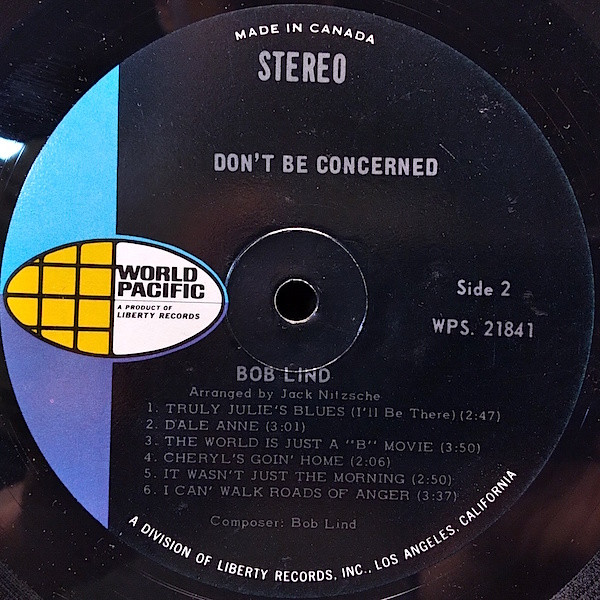 MADE IN CANADA
STEREO
DON'T BE CONCERNED
WORLD
PACIFIC
A PRODUCT OF
LIBERTY RECORDS
Side 2
WPS. 21841
BOB LIND
Arranged by Jack Nitzsche
1. TRULY JULIE'S BLUES (I'll Be There) (2:47)
2. D'ALE ANNE (3:01)
3. THE WORLD IS JUST A "B" MOVIE (3:50)
4. CHERYL'S GOIN' HOME (2:06)
5. IT WASN'T JUST THE MORNING (2:50)
6. I CAN' WALK ROADS OF ANGER (3:37)
Composer: Bob Lind
A DIVISION OF LIBERTY RECORDS, INC., LOS ANGELES, CALIFORNIA